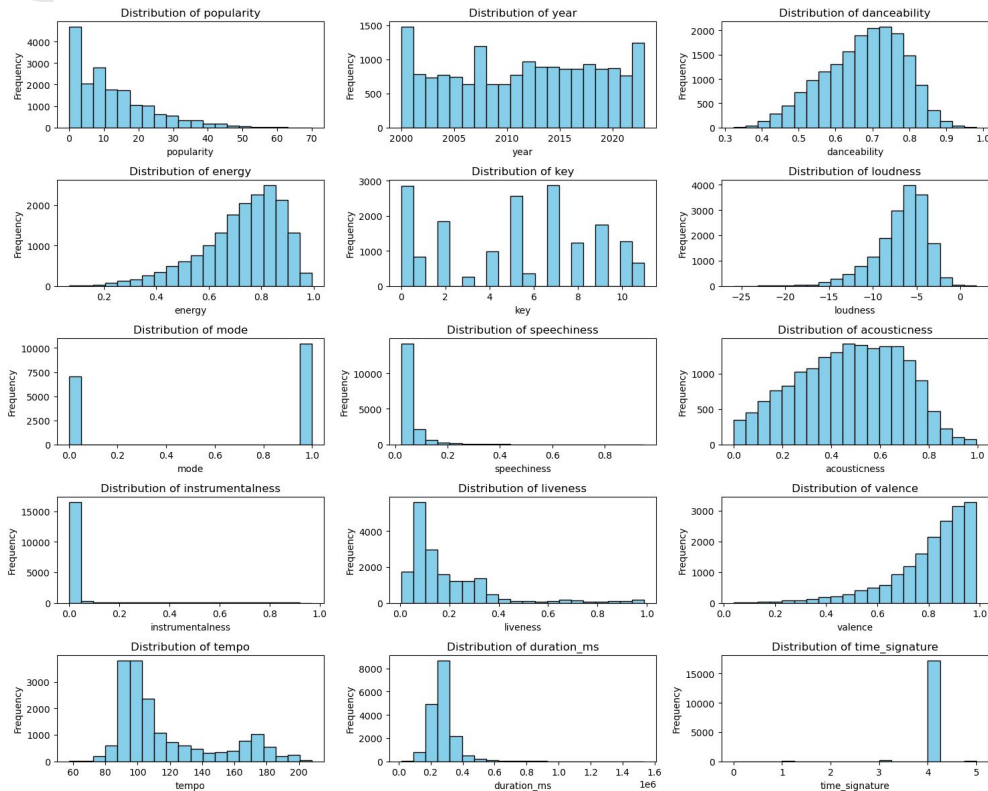 Distribution of popularity
Frequency
4000
3000
2000
1000
0
0 10 20 30 40 50 60 70
popularity
Distribution of year
Frequency
1500
1000
500
0
2000 2005 2010 2015 2020
year
Distribution of danceability
Frequency
2000
1500
1000
500
0
0.3 0.4 0.5 0.6 0.7 0.8 0.9 1.0
danceability
Distribution of energy
Frequency
2000
1000
0
0.2 0.4 0.6 0.8 1.0
energy
Distribution of key
Frequency
3000
2000
1000
0
0 2 4 6 8 10
key
Distribution of loudness
Frequency
4000
3000
2000
1000
0
−25 −20 −15 −10 −5 0
loudness
Distribution of mode
Frequency
10000
7500
5000
2500
0
0.0 0.2 0.4 0.6 0.8 1.0
mode
Distribution of speechiness
Frequency
10000
5000
0
0.0 0.2 0.4 0.6 0.8
speechiness
Distribution of acousticness
Frequency
1000
500
0
0.0 0.2 0.4 0.6 0.8 1.0
acousticness
Distribution of instrumentalness
Frequency
15000
10000
5000
0
0.0 0.2 0.4 0.6 0.8 1.0
instrumentalness
Distribution of liveness
Frequency
4000
2000
0
0.0 0.2 0.4 0.6 0.8 1.0
liveness
Distribution of valence
Frequency
3000
2000
1000
0
0.0 0.2 0.4 0.6 0.8 1.0
valence
Distribution of tempo
Frequency
3000
2000
1000
0
60 80 100 120 140 160 180 200
tempo
Distribution of duration_ms
Frequency
8000
6000
4000
2000
0
0.0 0.2 0.4 0.6 0.8 1.0 1.2 1.4 1.6
1e6
duration_ms
Distribution of time_signature
Frequency
15000
10000
5000
0
0 1 2 3 4 5
time_signature